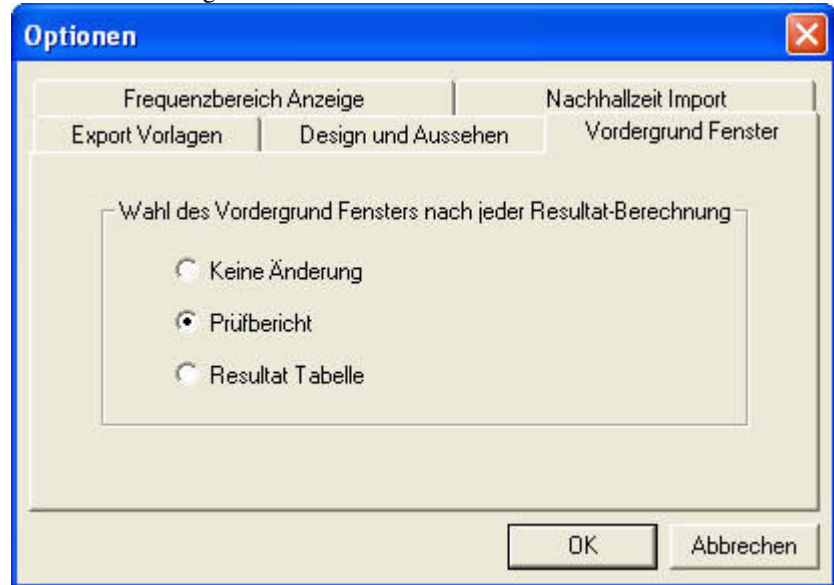 Optionen
Frequenzbereich Anzeige Nachhallzeit Import
Export Vorlagen Design und Aussehen Vordergrund Fenster
Wahl des Vordergrund Fensters nach jeder Resultat-Berechnung
Keine Änderung
Prüfbericht
Resultat Tabelle
OK Abbrechen